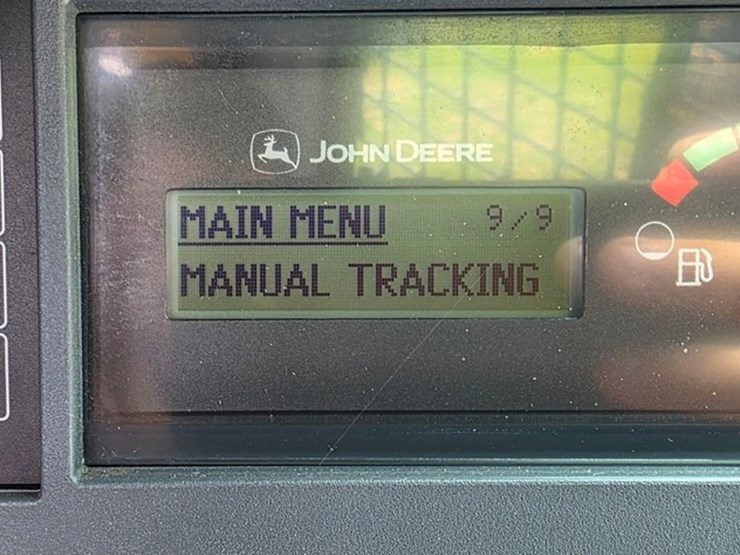 JOHN DEERE
MAIN MENU 9/9
MANUAL TRACKING